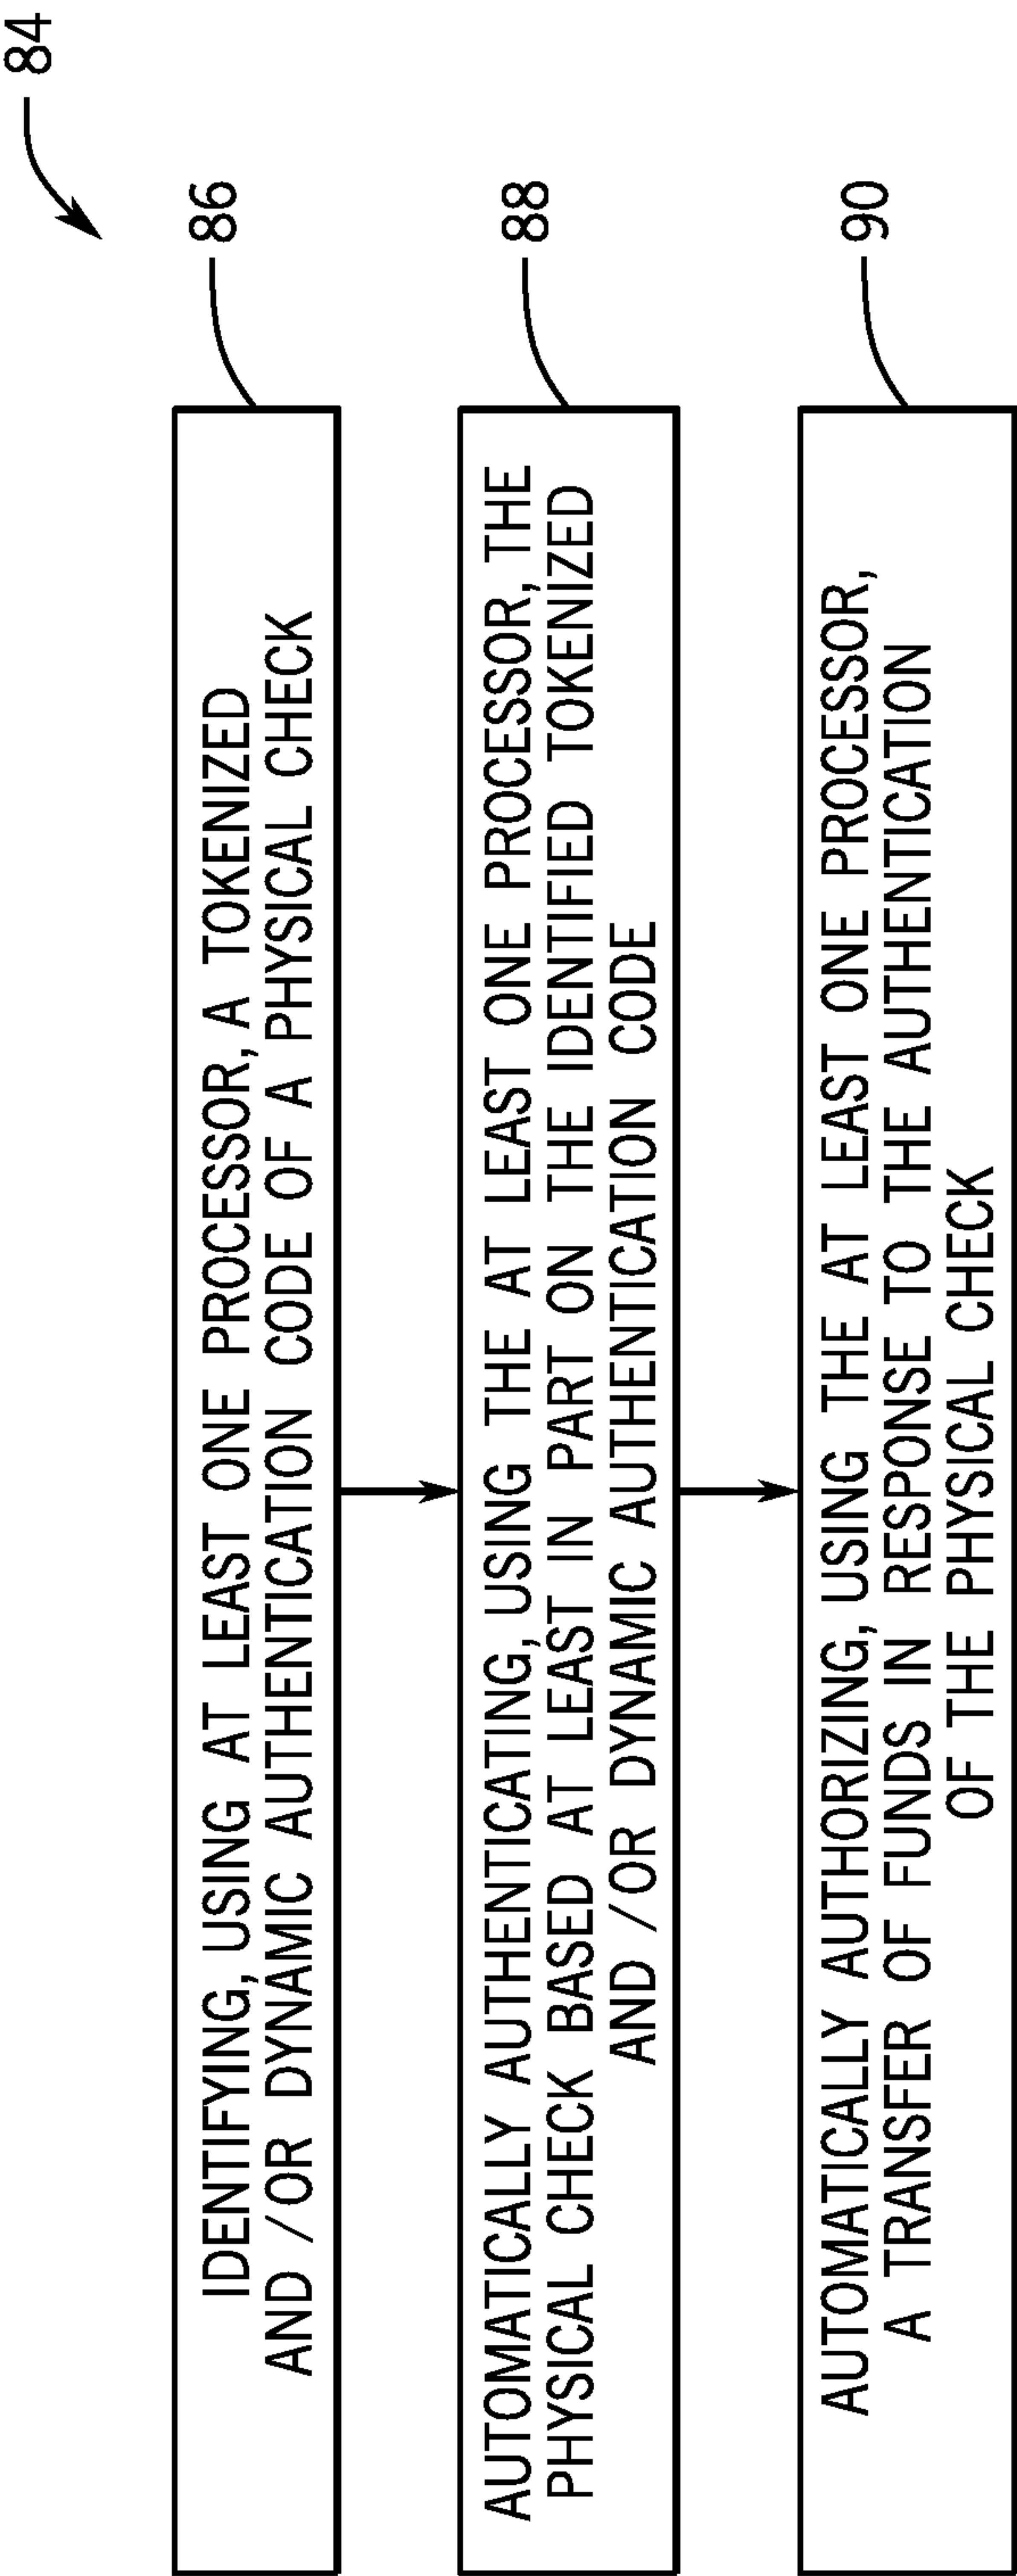 84
86
IDENTIFYING, USING AT LEAST ONE PROCESSOR, A TOKENIZED
AND /OR DYNAMIC AUTHENTICATION CODE OF A PHYSICAL CHECK
88
AUTOMATICALLY AUTHENTICATING, USING THE AT LEAST ONE PROCESSOR, THE
PHYSICAL CHECK BASED AT LEAST IN PART ON THE IDENTIFIED TOKENIZED
AND /OR DYNAMIC AUTHENTICATION CODE
90
AUTOMATICALLY AUTHORIZING, USING THE AT LEAST ONE PROCESSOR,
A TRANSFER OF FUNDS IN RESPONSE TO THE AUTHENTICATION
OF THE PHYSICAL CHECK